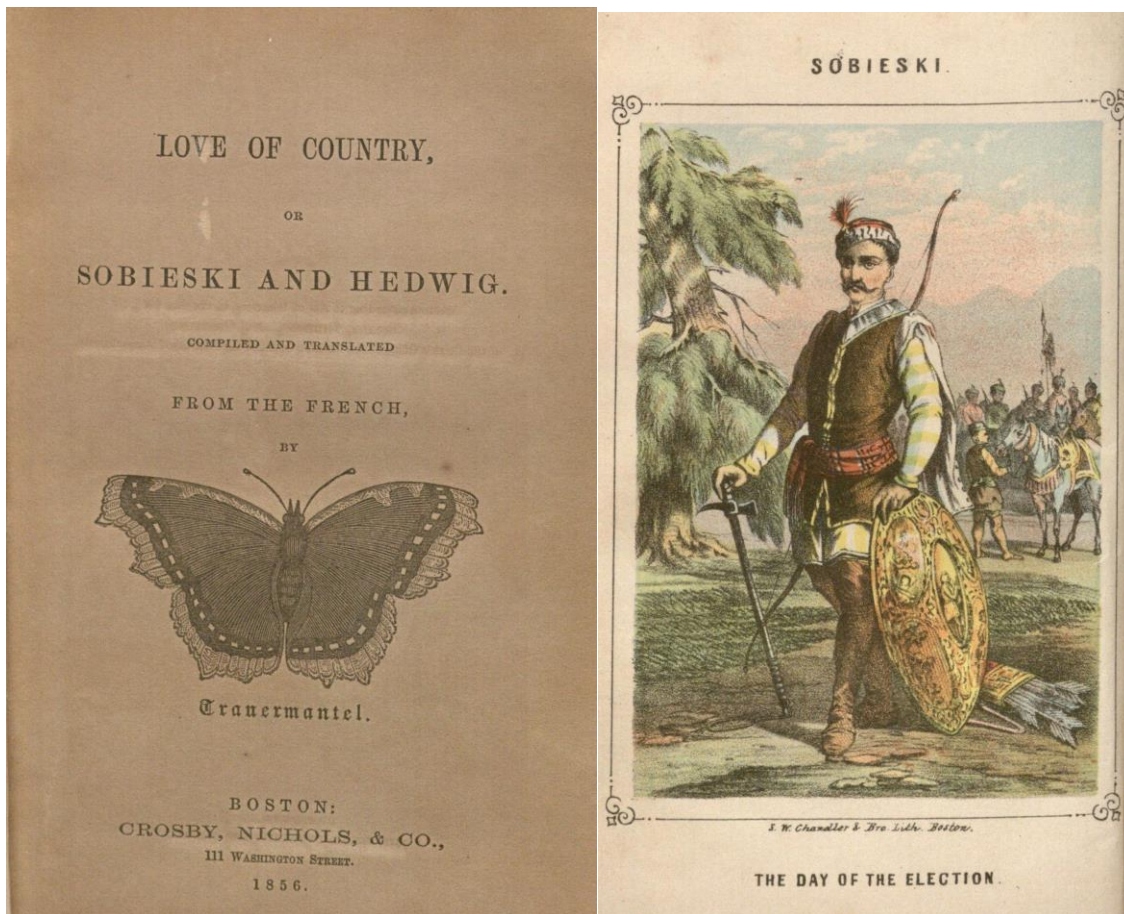 LOVE OF COUNTRY,
OR
SOBIESKI AND HEDWIG.
COMPILED AND TRANSLATED
FROM THE FRENCH,
BY
Trauermantel.
BOSTON:
CROSBY, NICHOLS, & CO.,
111 WASHINGTON STREET.
1856.
SOBIESKI.
S. W. Chandler & Bro. Lith. Boston.
THE DAY OF THE ELECTION.